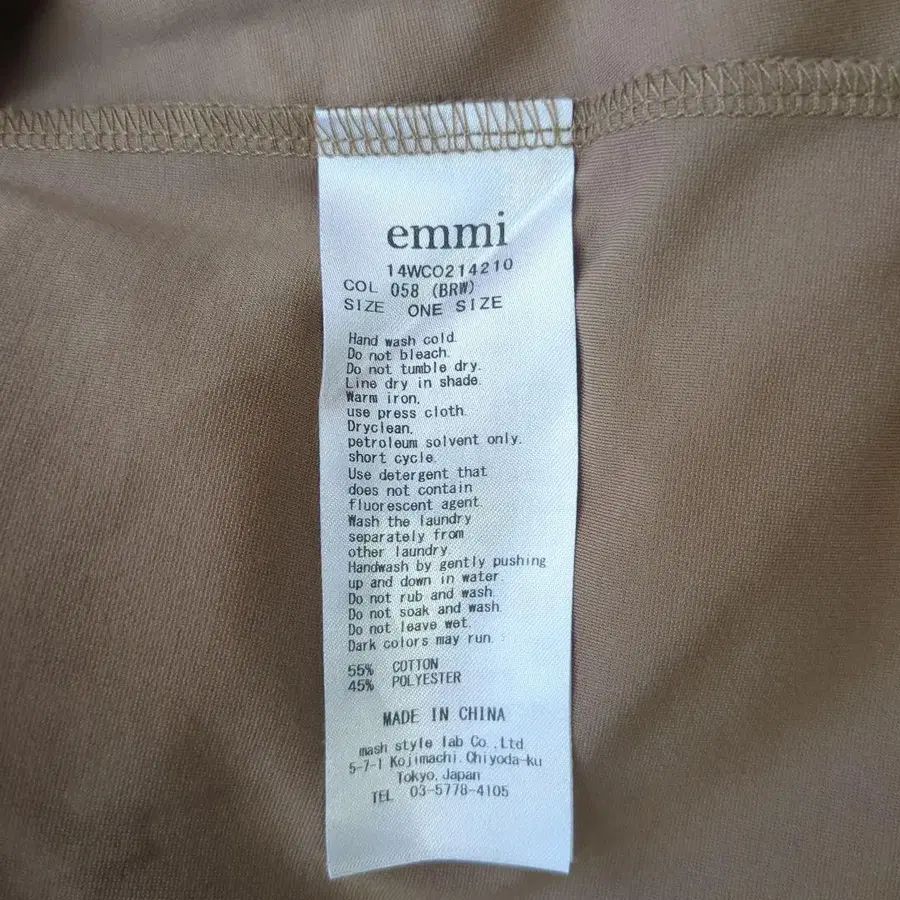 emmi
14WCO214210
COL 058 (BRW)
SIZE ONE SIZE
Hand wash cold.
Do not bleach.
Do not tumble dry.
Line dry in shade.
Warm iron,
use press cloth.
Dryclean,
petroleum solvent only.
short cycle.
Use detergent that
does not contain
fluorescent agent.
Wash the laundry
separately from
other laundry.
Handwash by gently pushing
up and down in water.
Do not rub and wash.
Do not soak and wash.
Do not leave wet.
Dark colors may run.
55% COTTON
45% POLYESTER
MADE IN CHINA
mash style lab Co.,Ltd
5-7-1 Kojimachi, Chiyoda-ku
Tokyo, Japan
TEL 03-5778-4105